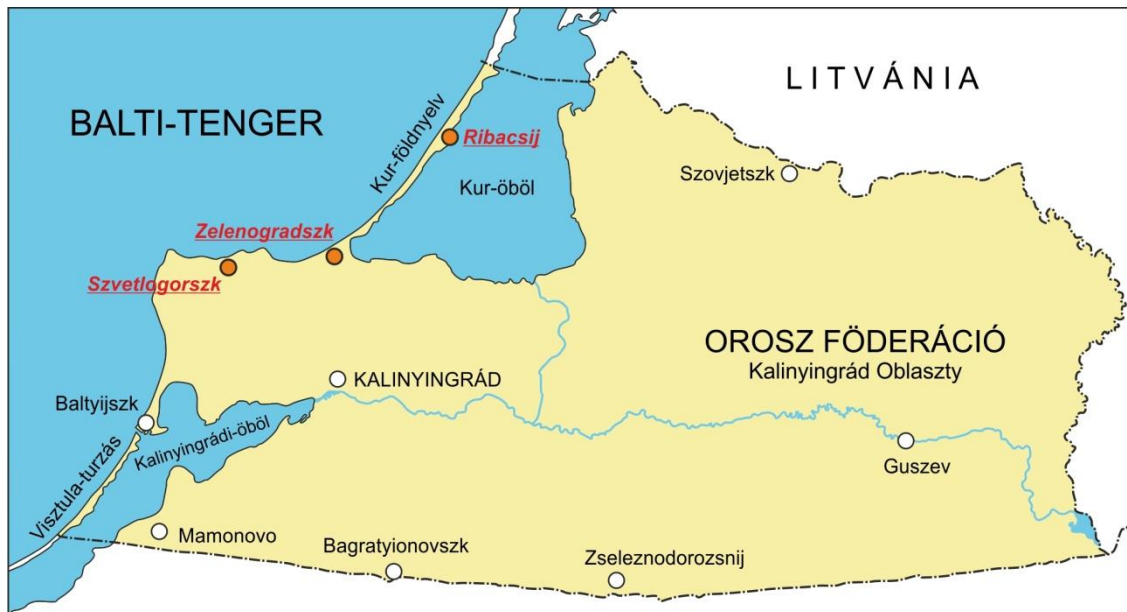 LITVÁNIA
BALTI-TENGER
Kur-földnyelv
Ribacsij
Kur-öböl
Szovjetszk
Zelenogradszk
Szvetlogorszk
OROSZ FÖDERÁCIÓ
Kalinyingrád Oblaszty
KALINYINGRÁD
Baltyijszk
Kalinyingrádi-öböl
Visztula-turzás
Guszev
Mamonovo
Bagratyionovszk
Zseleznodorozsnij